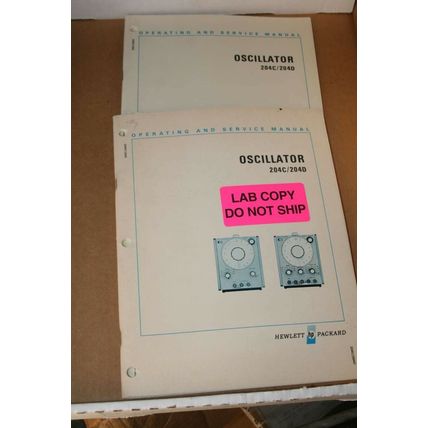 OPERATING AND SERVICE MANUAL
OSCILLATOR
204C/204D
OPERATING AND SERVICE MANUAL
OSCILLATOR
204C/204D
LAB COPY
DO NOT SHIP
HEWLETT hp PACKARD